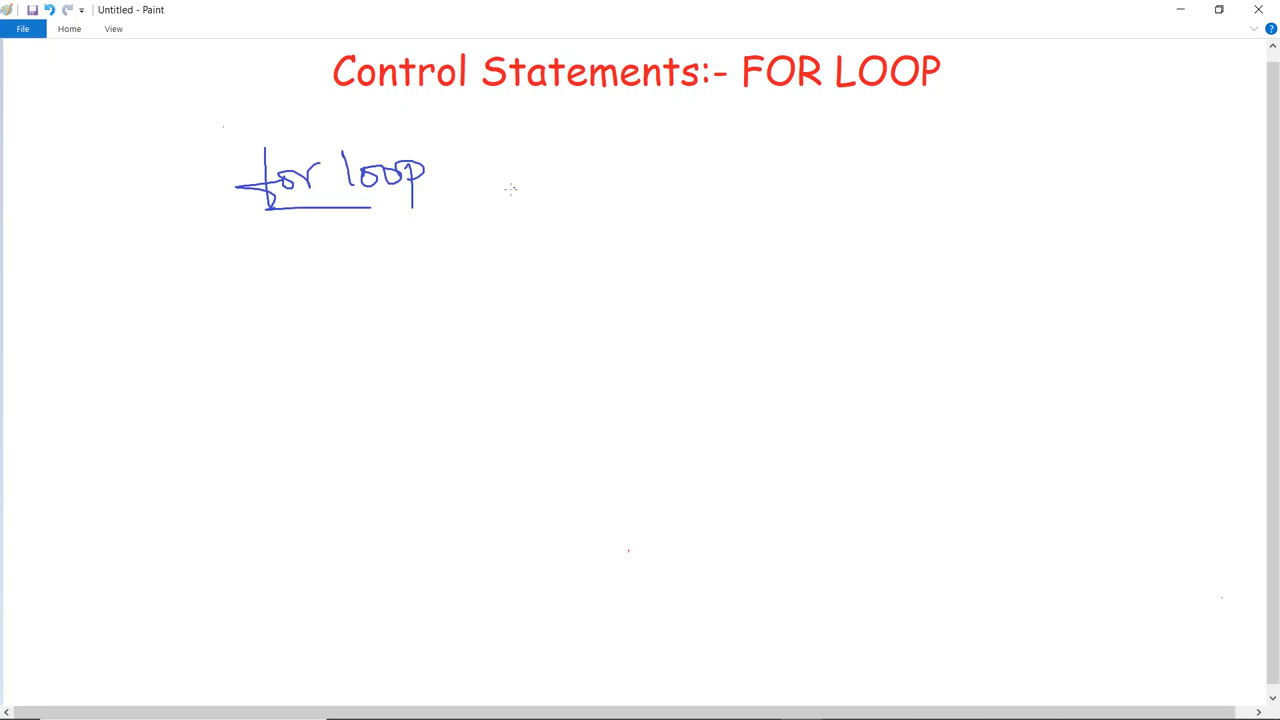 Untitled - Paint
File Home View
Control Statements:- FOR LOOP
for loop